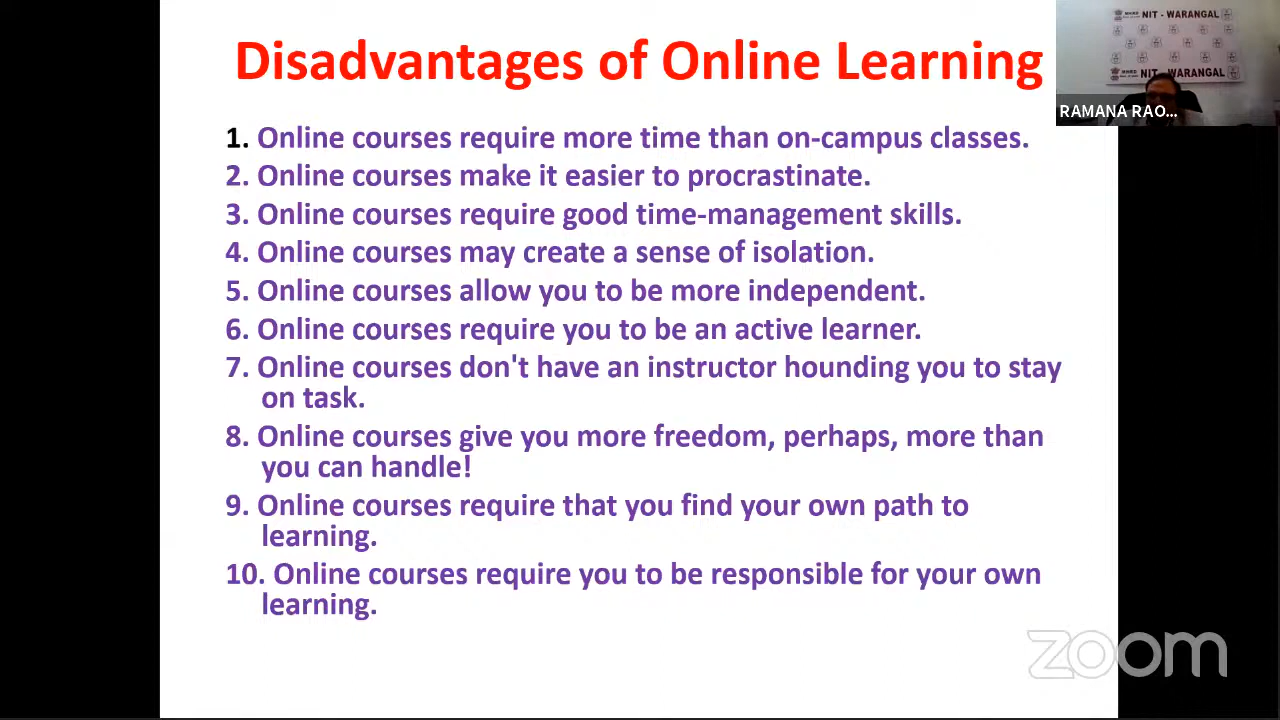 Disadvantages of Online Learning
1. Online courses require more time than on-campus classes.
2. Online courses make it easier to procrastinate.
3. Online courses require good time-management skills.
4. Online courses may create a sense of isolation.
5. Online courses allow you to be more independent.
6. Online courses require you to be an active learner.
7. Online courses don't have an instructor hounding you to stay
on task.
8. Online courses give you more freedom, perhaps, more than
you can handle!
9. Online courses require that you find your own path to
learning.
10. Online courses require you to be responsible for your own
learning.
NIT - WARANGAL
NIT - WARANGAL
RAMANA RAO...
zoom